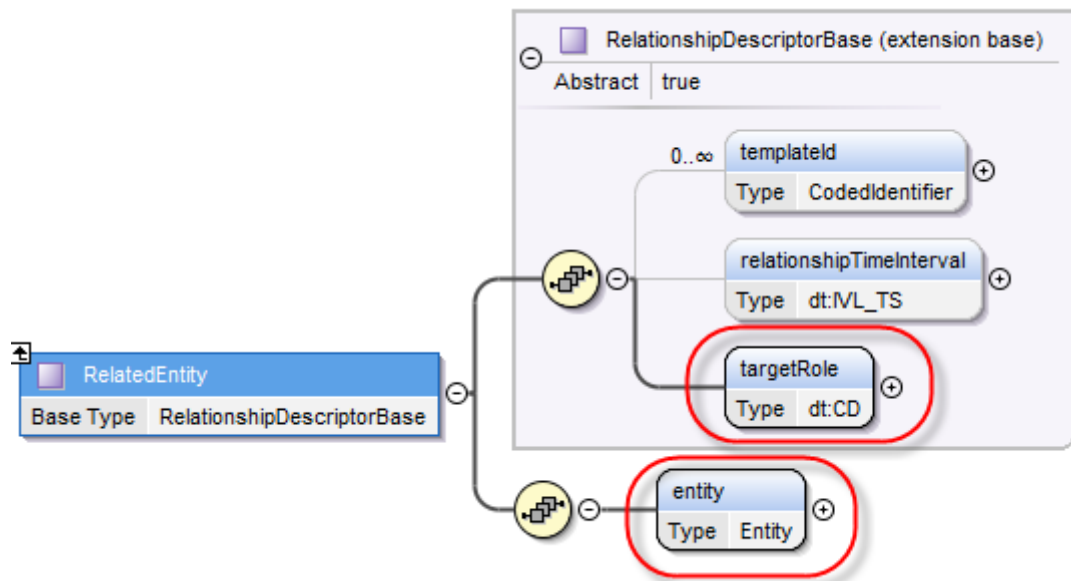 RelationshipDescriptorBase (extension base)
Abstract true
0..∞ templateId
Type CodedIdentifier
relationshipTimeInterval
Type dt:IVL_TS
targetRole
Type dt:CD
RelatedEntity
Base Type RelationshipDescriptorBase
entity
Type Entity